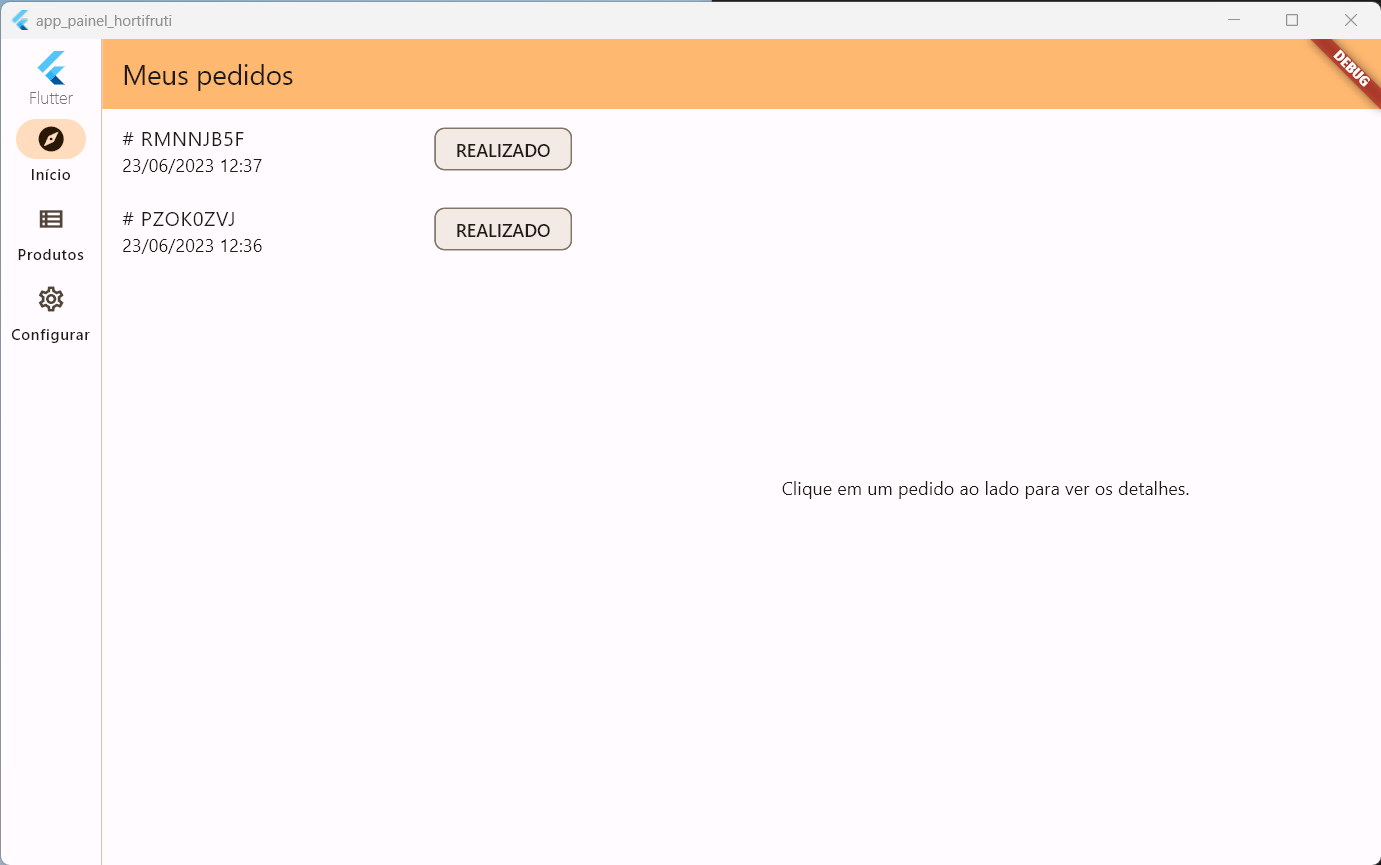 app_painel_hortifruti
Flutter
Início
Produtos
Configurar
Meus pedidos
DEBUG
# RMNNJB5F
23/06/2023 12:37
REALIZADO
# PZOK0ZVJ
23/06/2023 12:36
REALIZADO
Clique em um pedido ao lado para ver os detalhes.